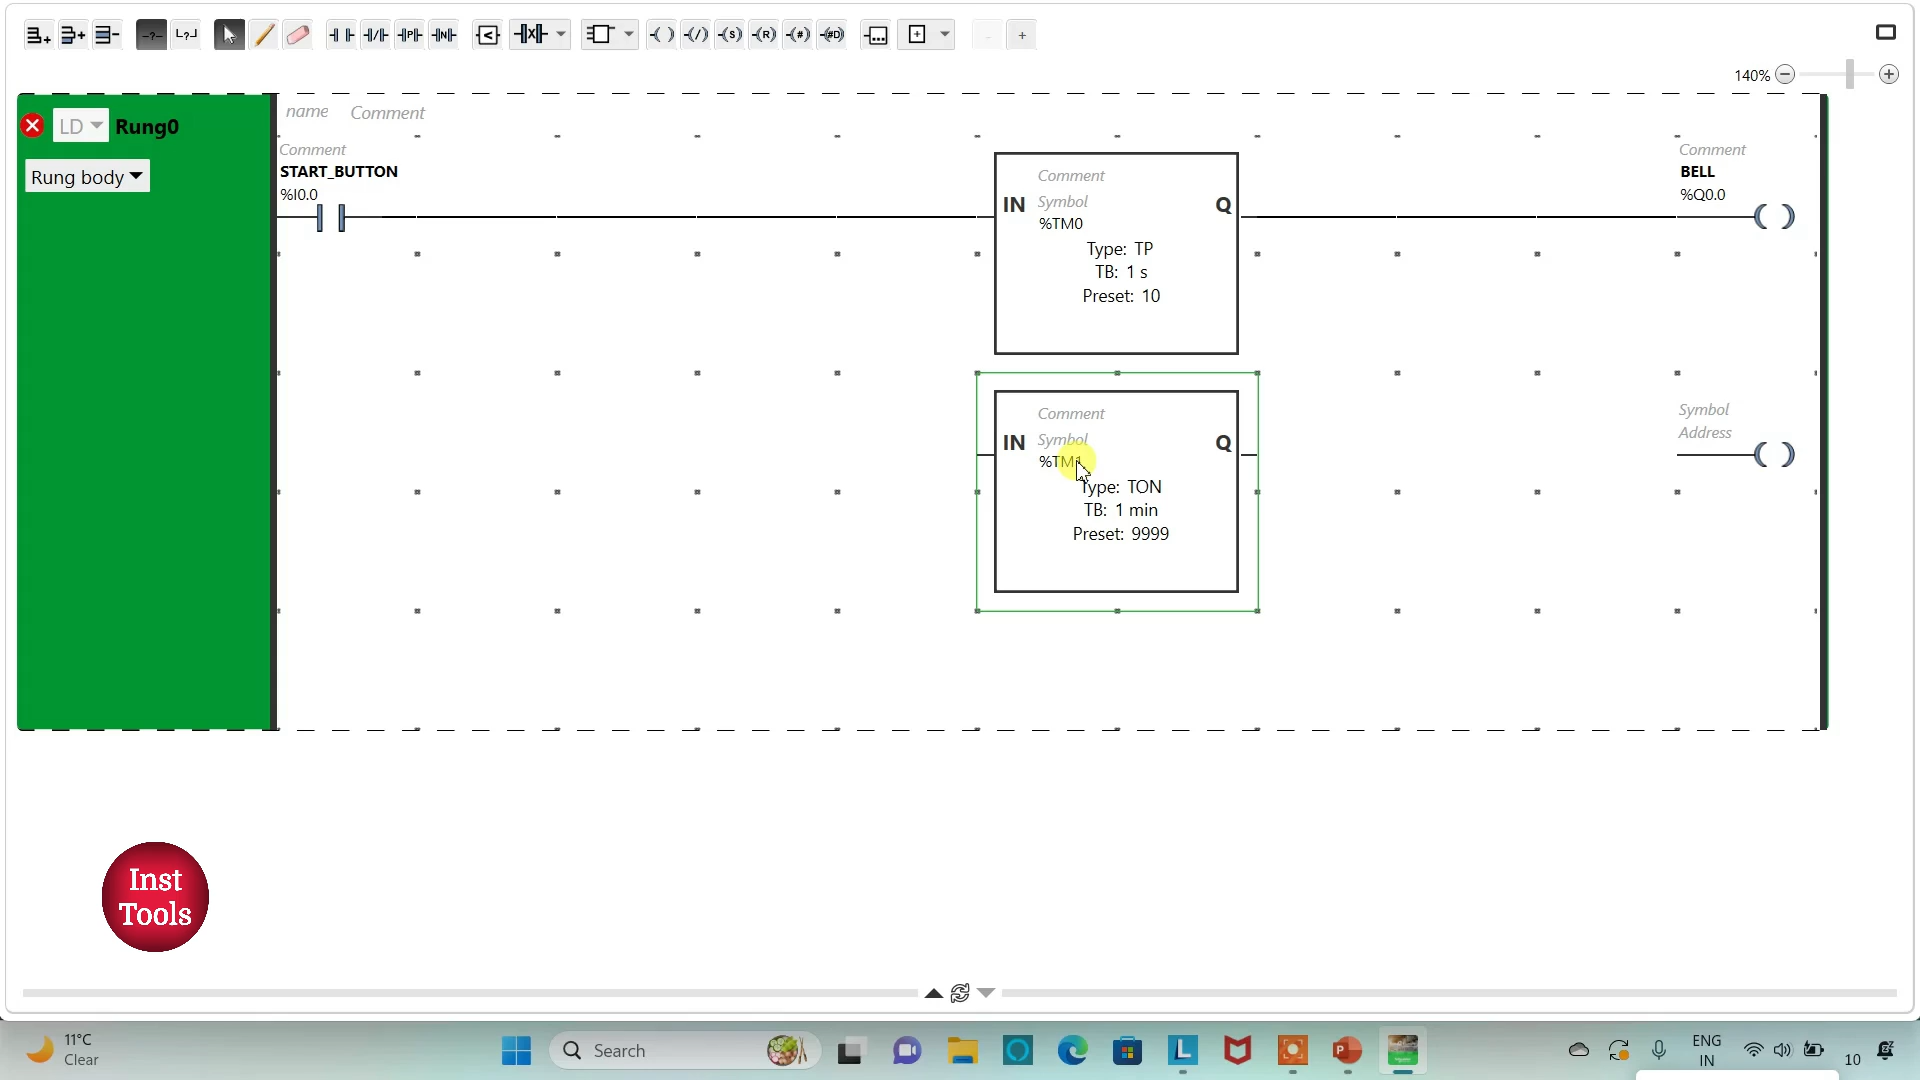 140%
LD Rung0
Rung body
name Comment
Comment
START_BUTTON
%I0.0
Comment
IN Symbol Q
%TM0
Type: TP
TB: 1 s
Preset: 10
Comment
BELL
%Q0.0
Comment
IN Symbol Q
%TM1
Type: TON
TB: 1 min
Preset: 9999
Symbol
Address
Inst
Tools
11°C
Clear
Search
ENG
IN
10